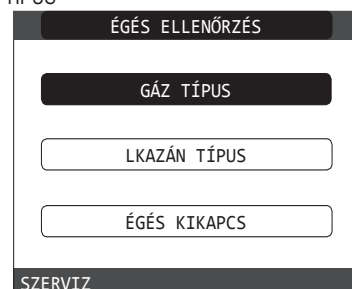 ÉGÉS ELLENŐRZÉS
GÁZ TÍPUS
LKAZÁN TÍPUS
ÉGÉS KIKAPCS
SZERVIZ